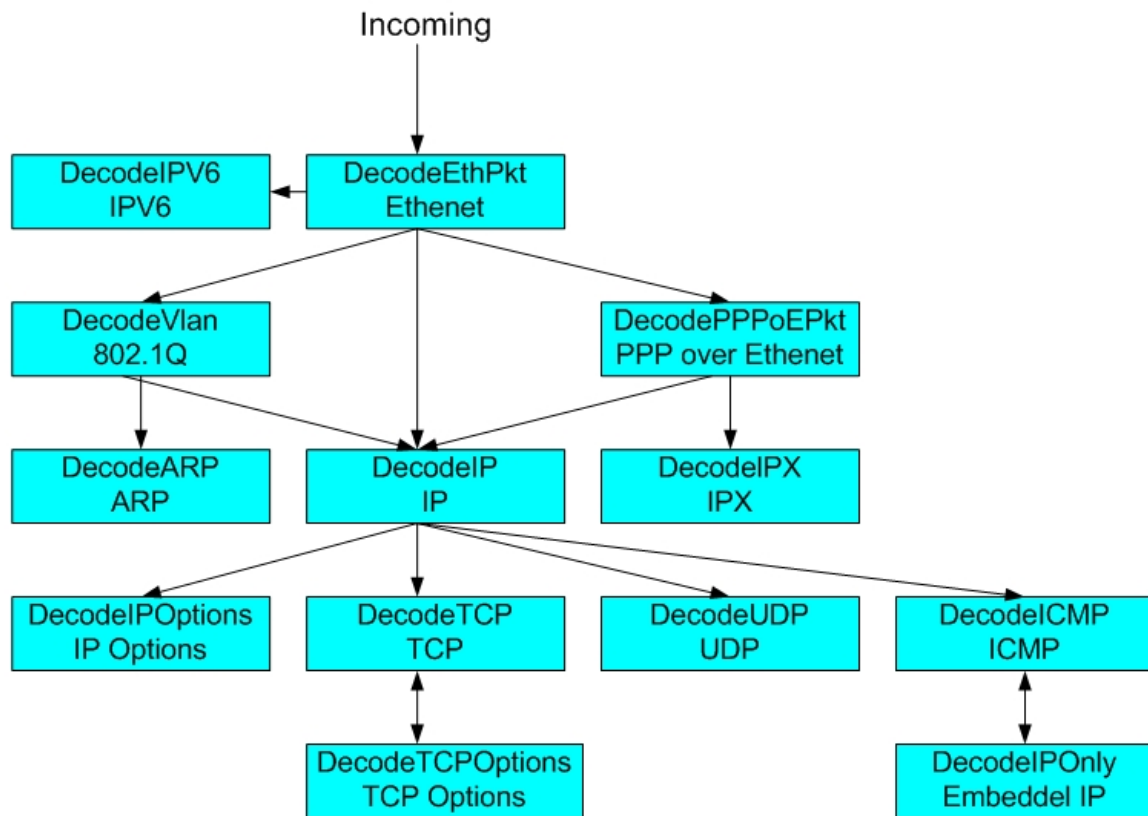 Incoming
DecodeIPV6
IPV6
DecodeEthPkt
Ethenet
DecodeVlan
802.1Q
DecodePPPoEPkt
PPP over Ethenet
DecodeARP
ARP
DecodeIP
IP
DecodeIPX
IPX
DecodeIPOptions
IP Options
DecodeTCP
TCP
DecodeUDP
UDP
DecodeICMP
ICMP
DecodeTCPOptions
TCP Options
DecodeIPOnly
Embeddel IP